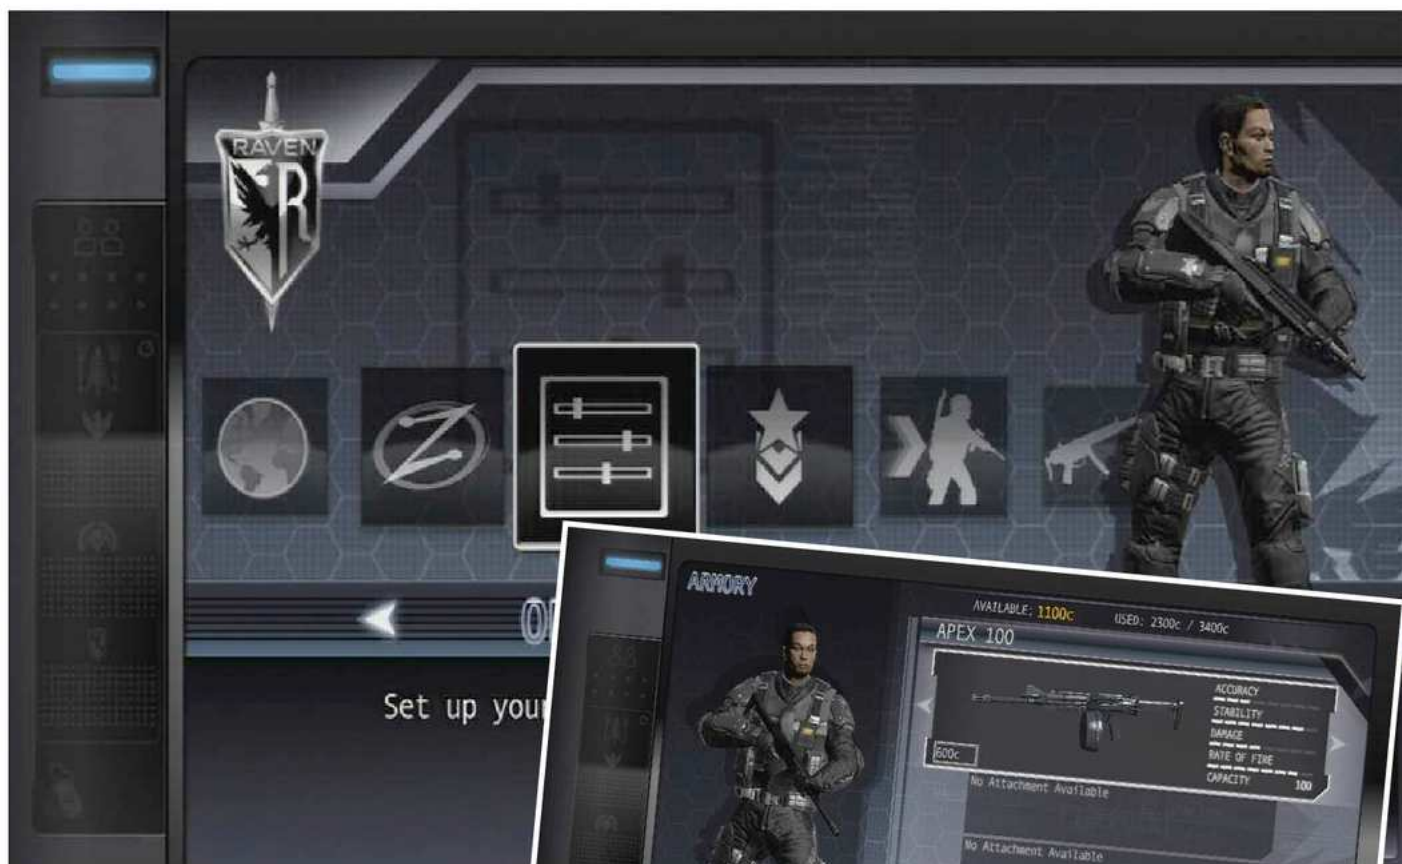 RAVEN
R
Set up your
ARMORY
AVAILABLE: 1100c USED: 2300c / 3400c
APEX 100
ACCURACY
STABILITY
DAMAGE
RATE OF FIRE
CAPACITY 100
600c
No Attachment Available
No Attachment Available